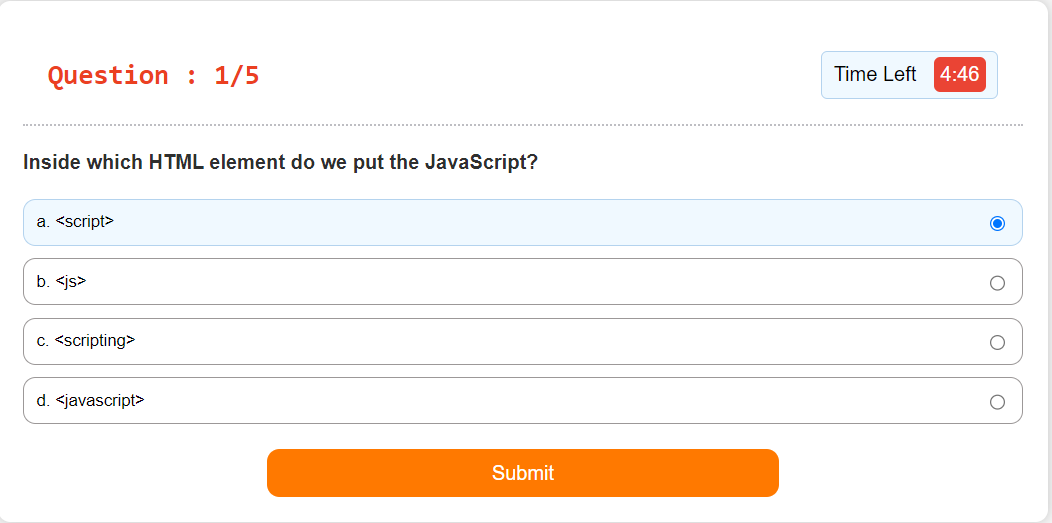 Question : 1/5
Time Left 4:46
Inside which HTML element do we put the JavaScript?
a. <script>
b. <js>
c. <scripting>
d. <javascript>
Submit